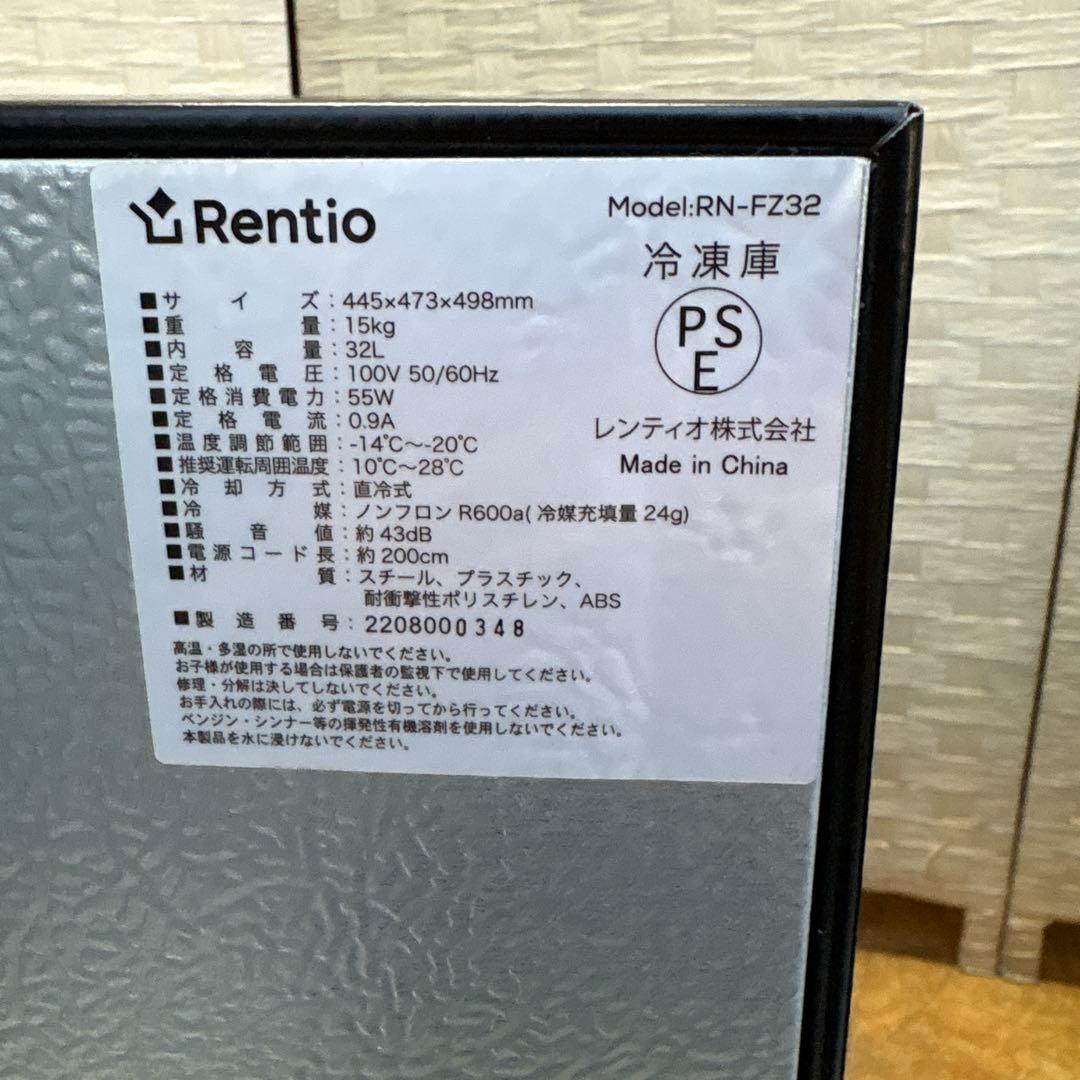 Rentio
Model:RN-FZ32
冷凍庫
PSE
レンティオ株式会社
Made in China
■サイズ：445×473×498mm
■重量：15kg
■内容量：32L
■定格電圧：100V 50/60Hz
■定格消費電力：55W
■定格電流：0.9A
■温度調節範囲：-14℃～-20℃
■推奨運転周囲温度：10℃～28℃
■冷却方式：直冷式
■冷媒：ノンフロン R600a(冷媒充填量 24g)
■騒音値：約 43dB
■電源コード長：約 200cm
■材質：スチール、プラスチック、
耐衝撃性ポリスチレン、ABS
■製造番号：2208000348
高温・多湿の所で使用しないでください。
お子様が使用する場合は保護者の監視下で使用してください。
修理・分解は決してしないでください。
お手入れの際には、必ず電源を切ってから行ってください。
ベンジン・シンナー等の揮発性有機溶剤を使用しないでください。
本製品を水に浸けないでください。